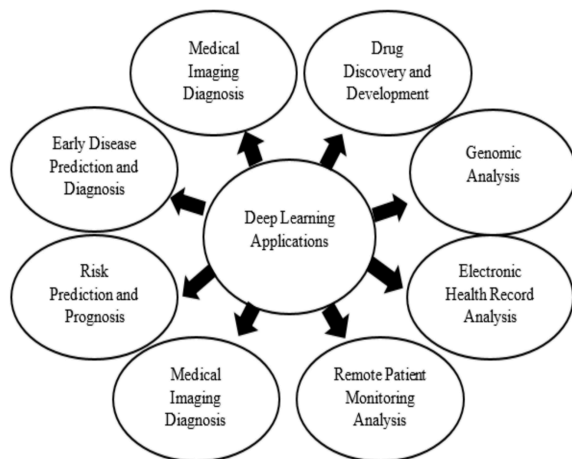 Medical
Imaging
Diagnosis
Drug
Discovery and
Development
Early Disease
Prediction and
Diagnosis
Genomic
Analysis
Deep Learning
Applications
Risk
Prediction and
Prognosis
Electronic
Health Record
Analysis
Medical
Imaging
Diagnosis
Remote Patient
Monitoring
Analysis